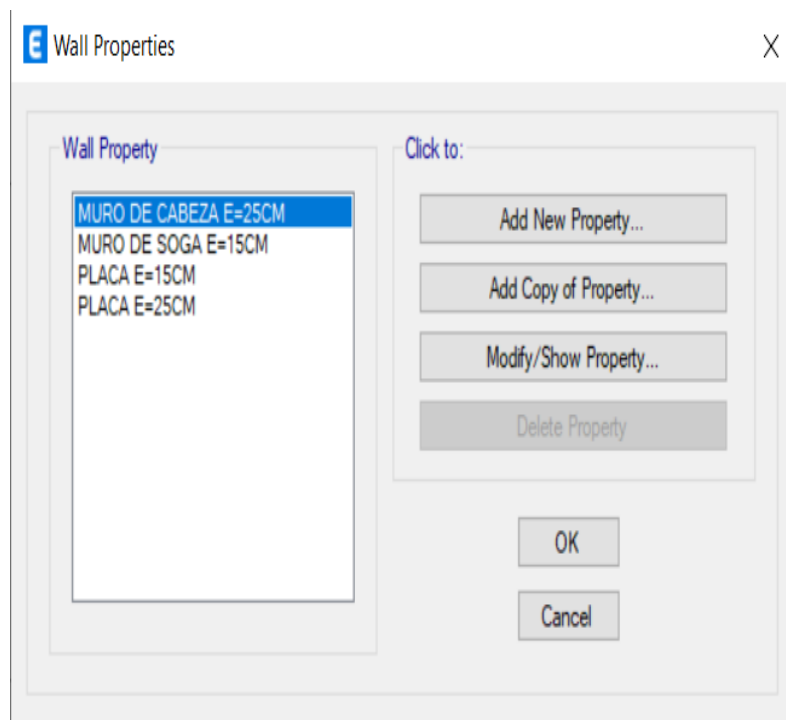 Wall Properties
Wall Property
MURO DE CABEZA E=25CM
MURO DE SOGA E=15CM
PLACA E=15CM
PLACA E=25CM
Click to:
Add New Property...
Add Copy of Property...
Modify/Show Property...
Delete Property
OK
Cancel